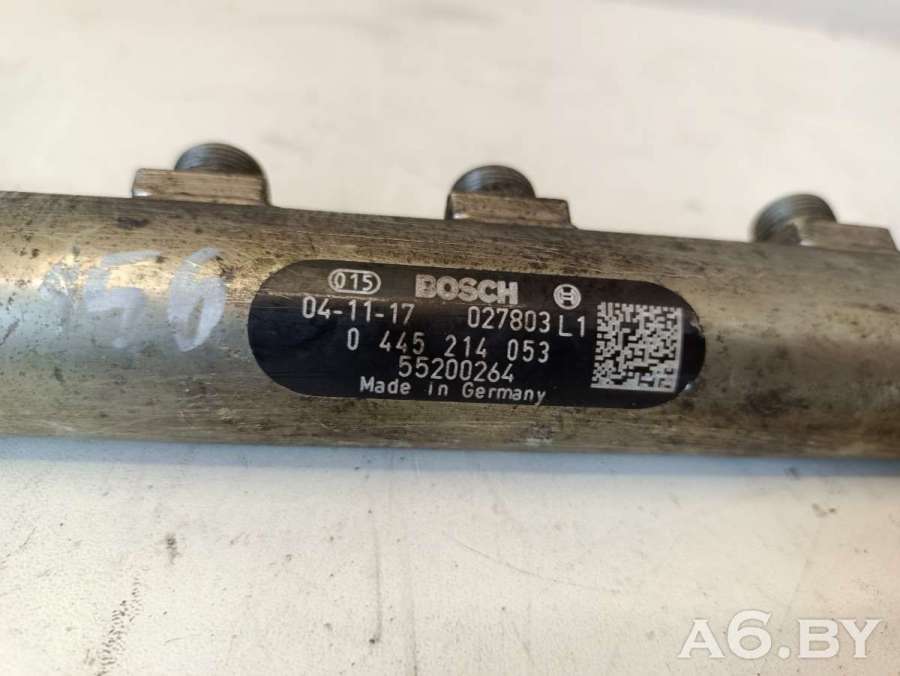 015 BOSCH
04-11-17 027803 L1
0 445 214 053
55200264
Made in Germany
A6.BY